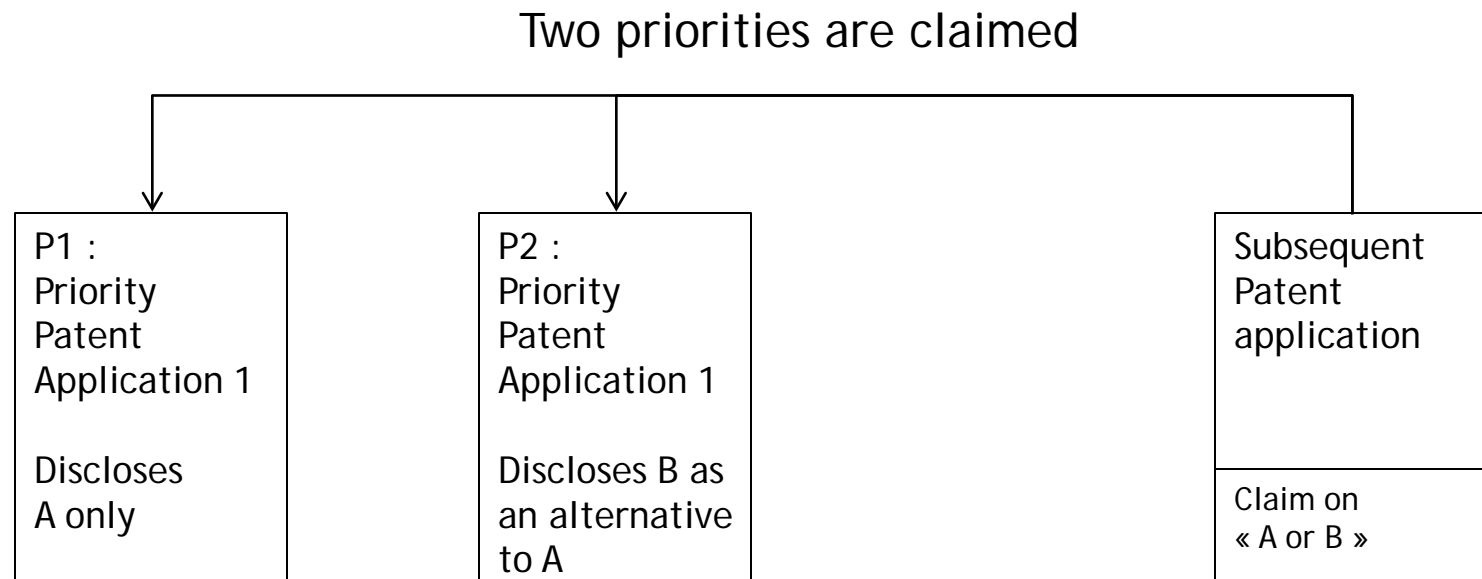 Two priorities are claimed
P1 :
Priority
Patent
Application 1
Discloses
A only
P2 :
Priority
Patent
Application 1
Discloses B as
an alternative
to A
Subsequent
Patent
application
Claim on
« A or B »